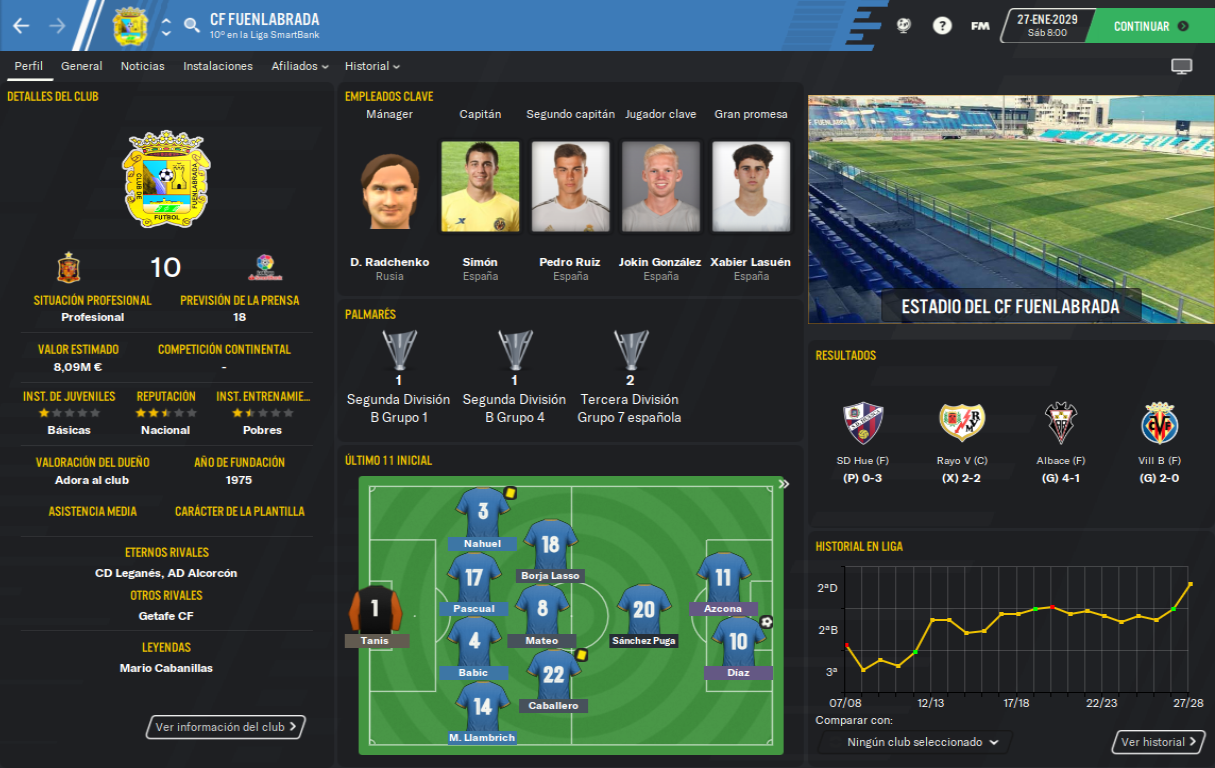 CF FUENLABRADA
10º en la Liga SmartBank
?
FM
27-ENE-2029
Sáb 8:00
CONTINUAR
Perfil
General
Noticias
Instalaciones
Afiliados
Historial
DETALLES DEL CLUB
CLUB DE
FUENLABRADA
FUTBOL
10
SITUACIÓN PROFESIONAL
PREVISIÓN DE LA PRENSA
Profesional
18
VALOR ESTIMADO
COMPETICIÓN CONTINENTAL
8,09M €
-
INST. DE JUVENILES
REPUTACIÓN
INST. ENTRENAMIE...
Básicas
Nacional
Pobres
VALORACIÓN DEL DUEÑO
AÑO DE FUNDACIÓN
Adora al club
1975
ASISTENCIA MEDIA
CARÁCTER DE LA PLANTILLA
ETERNOS RIVALES
CD Leganés, AD Alcorcón
OTROS RIVALES
Getafe CF
LEYENDAS
Mario Cabanillas
Ver información del club
EMPLEADOS CLAVE
Mánager
Capitán
Segundo capitán
Jugador clave
Gran promesa
D. Radchenko
Simón
Pedro Ruiz
Jokin González
Xabier Lasuén
Rusia
España
España
España
España
PALMARÉS
1
1
2
Segunda División
B Grupo 1
Segunda División
B Grupo 4
Tercera División
Grupo 7 española
ÚLTIMO 11 INICIAL
3
Nahuel
18
Borja Lasso
17
Pascual
11
Azcona
1
Tanis
8
Mateo
20
Sánchez Puga
4
Babic
10
Díaz
22
Caballero
14
M. Llambrich
C.F. FUENLABRADA
ESTADIO DEL CF FUENLABRADA
RESULTADOS
SD Hue (F)
Rayo V (C)
Albace (F)
Vill B (F)
(P) 0-3
(X) 2-2
(G) 4-1
(G) 2-0
HISTORIAL EN LIGA
2ªD
2ªB
3ª
07/08
12/13
17/18
22/23
27/28
Comparar con:
Ningún club seleccionado
Ver historial